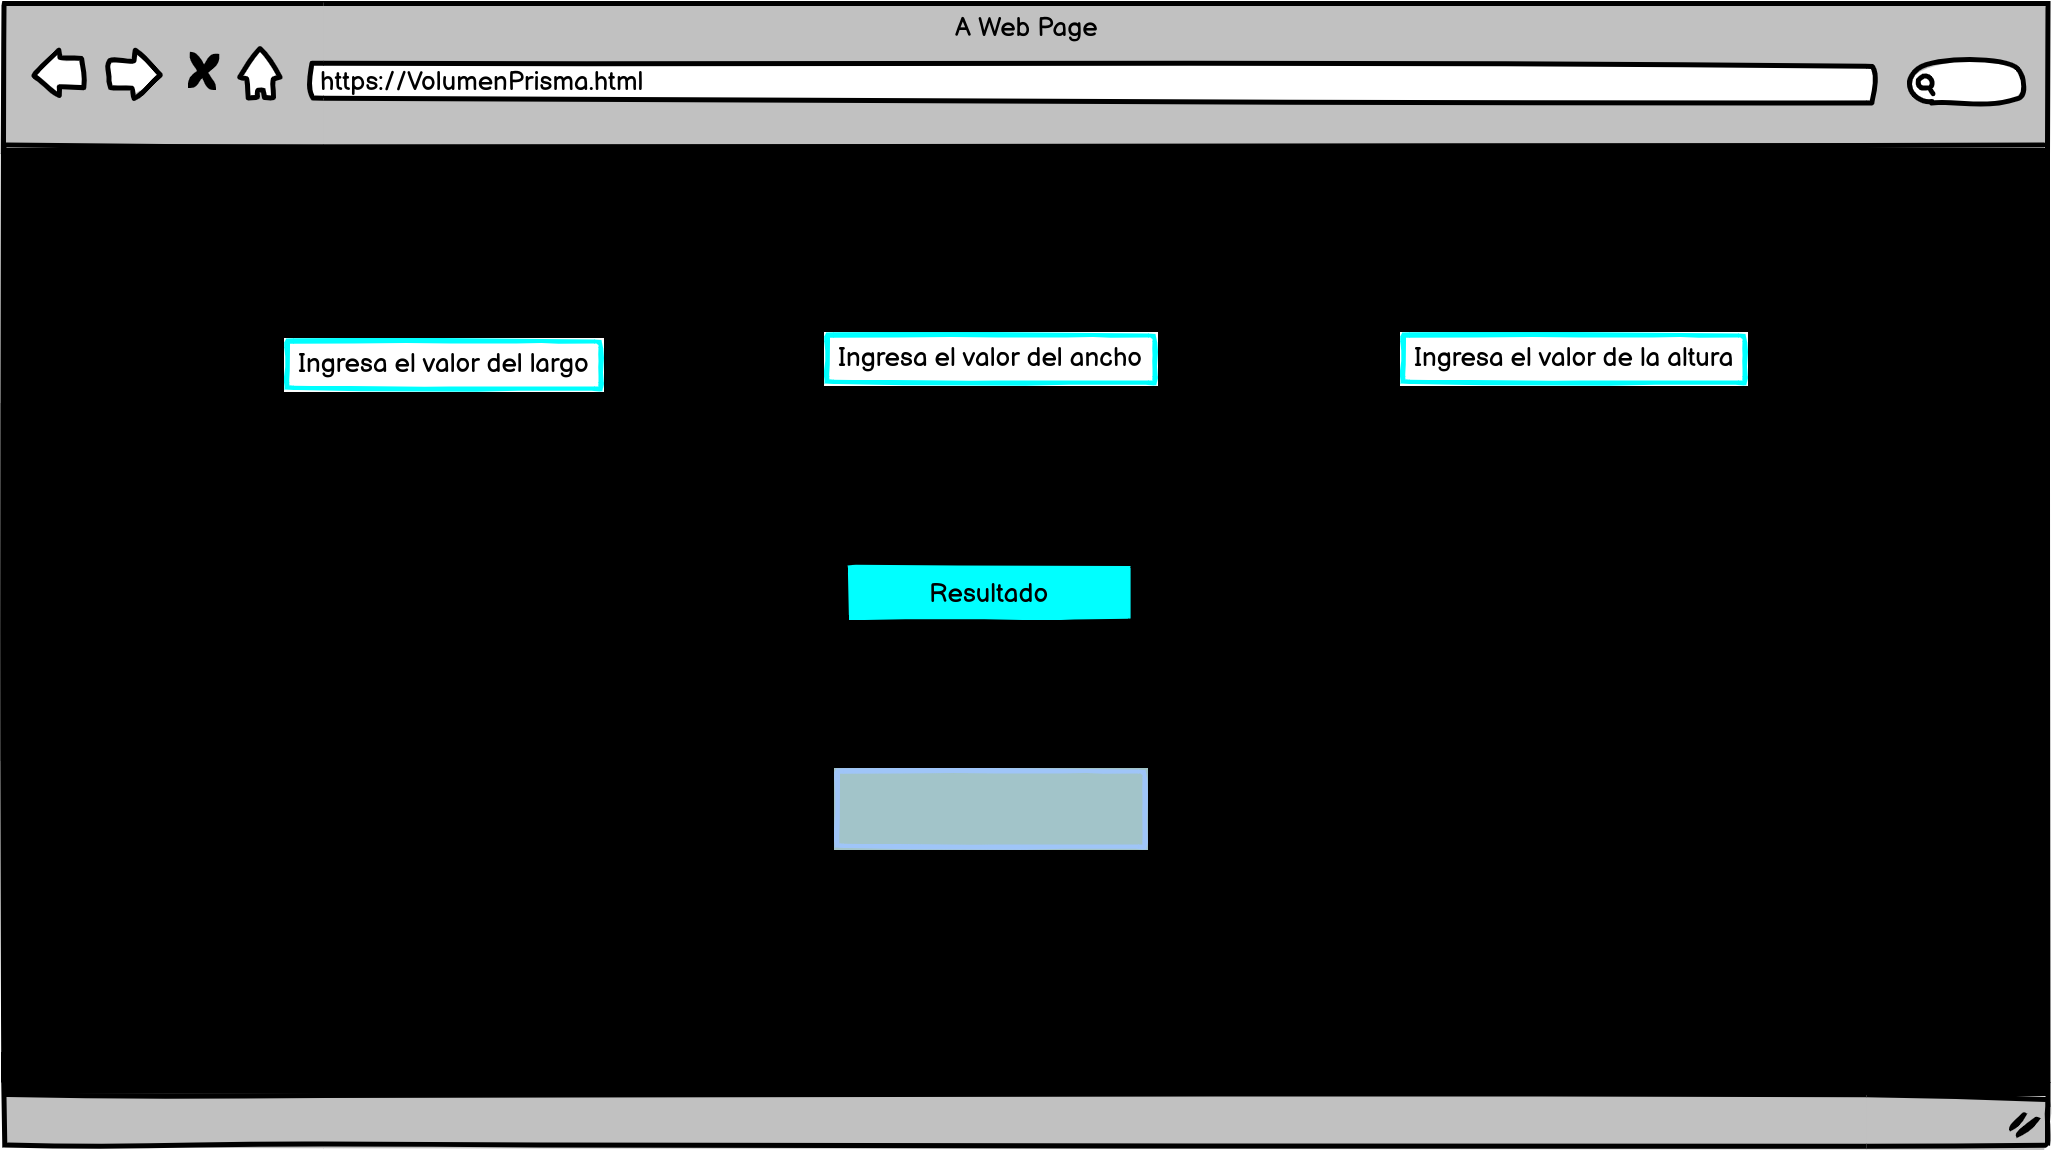 A Web Page
https://VolumenPrisma.html
Ingresa el valor del largo
Ingresa el valor del ancho
Ingresa el valor de la altura
Resultado